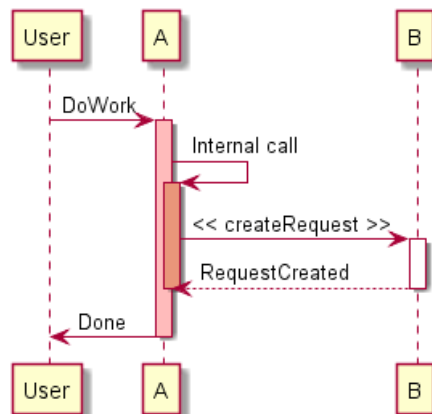 User A B
DoWork
Internal call
<< createRequest >>
RequestCreated
Done
User A B